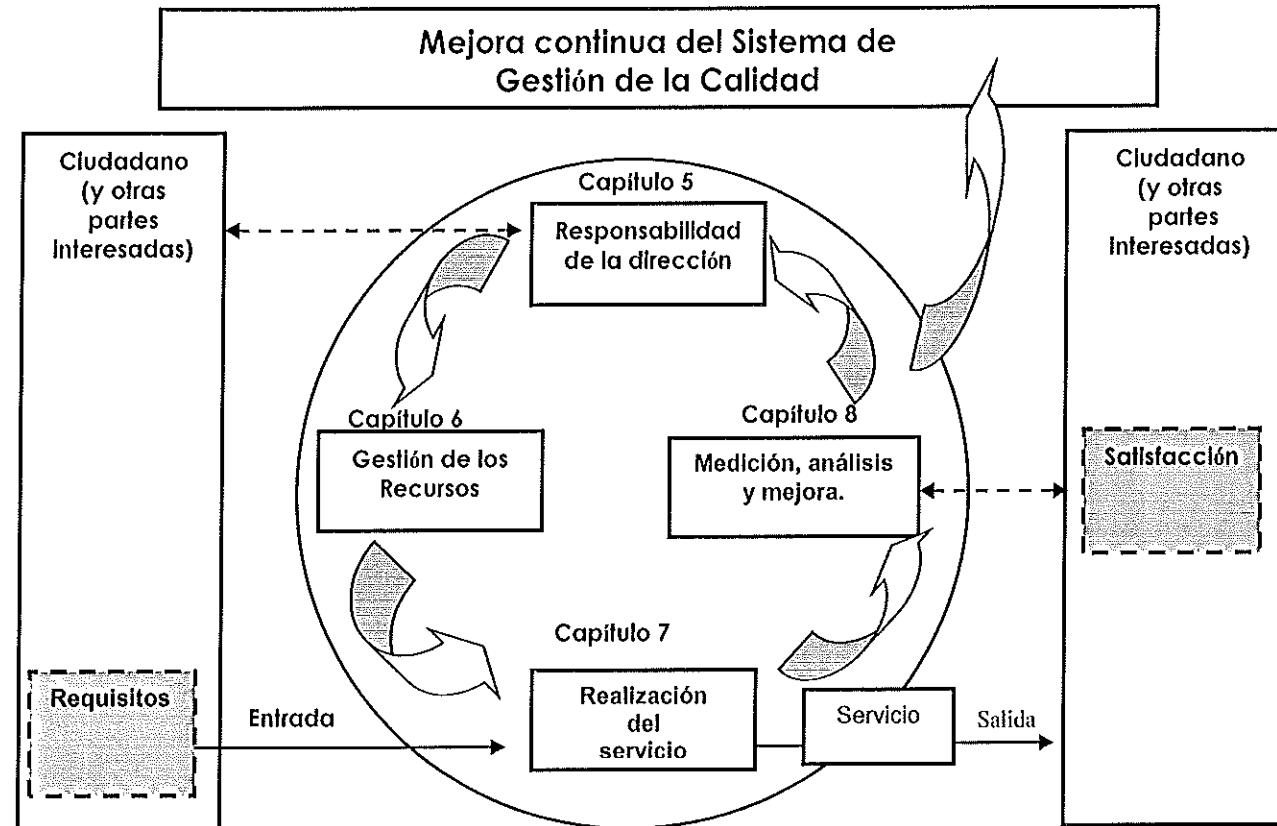 Mejora continua del Sistema de
Gestión de la Calidad
Ciudadano
(y otras
partes
Interesadas)
Capítulo 5
Responsabilidad
de la dirección
Ciudadano
(y otras
partes
Interesadas)
Capítulo 6
Gestión de los
Recursos
Capítulo 8
Medición, análisis
y mejora.
Satisfacción
Capítulo 7
Realización
del
servicio
Requisitos
Entrada
Servicio
Salida